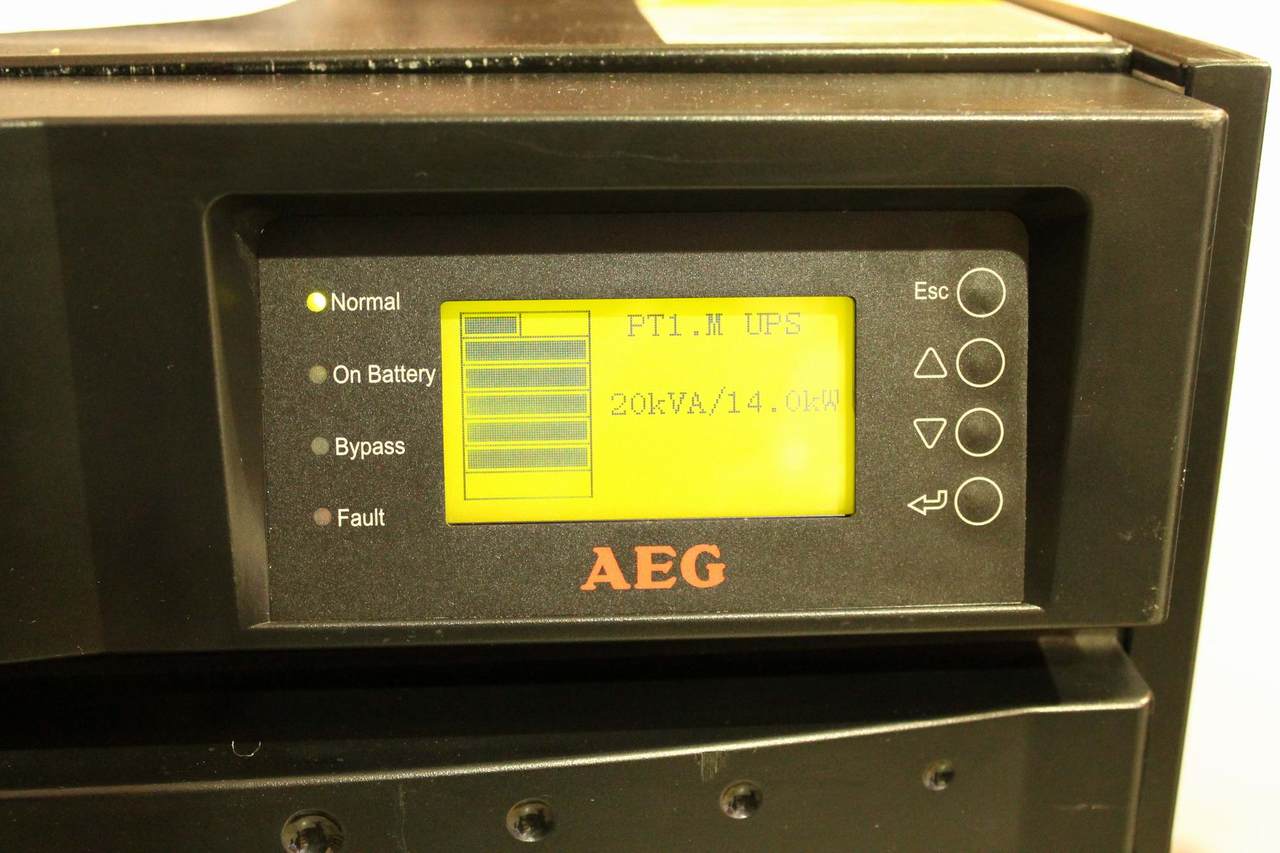 Normal
On Battery
Bypass
Fault
PT1.M UPS
20kVA/14.0kW
Esc
AEG